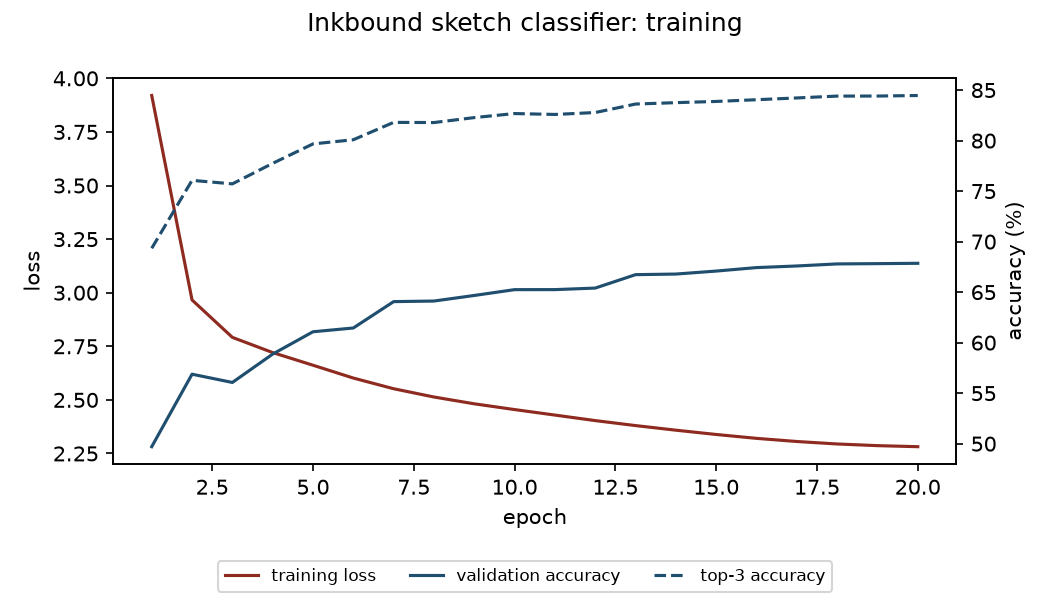 Inkbound sketch classifier: training
loss
4.00
3.75
3.50
3.25
3.00
2.75
2.50
2.25
85
80
75
70
65
60
55
50
accuracy (%)
2.5 5.0 7.5 10.0 12.5 15.0 17.5 20.0
epoch
training loss validation accuracy top-3 accuracy